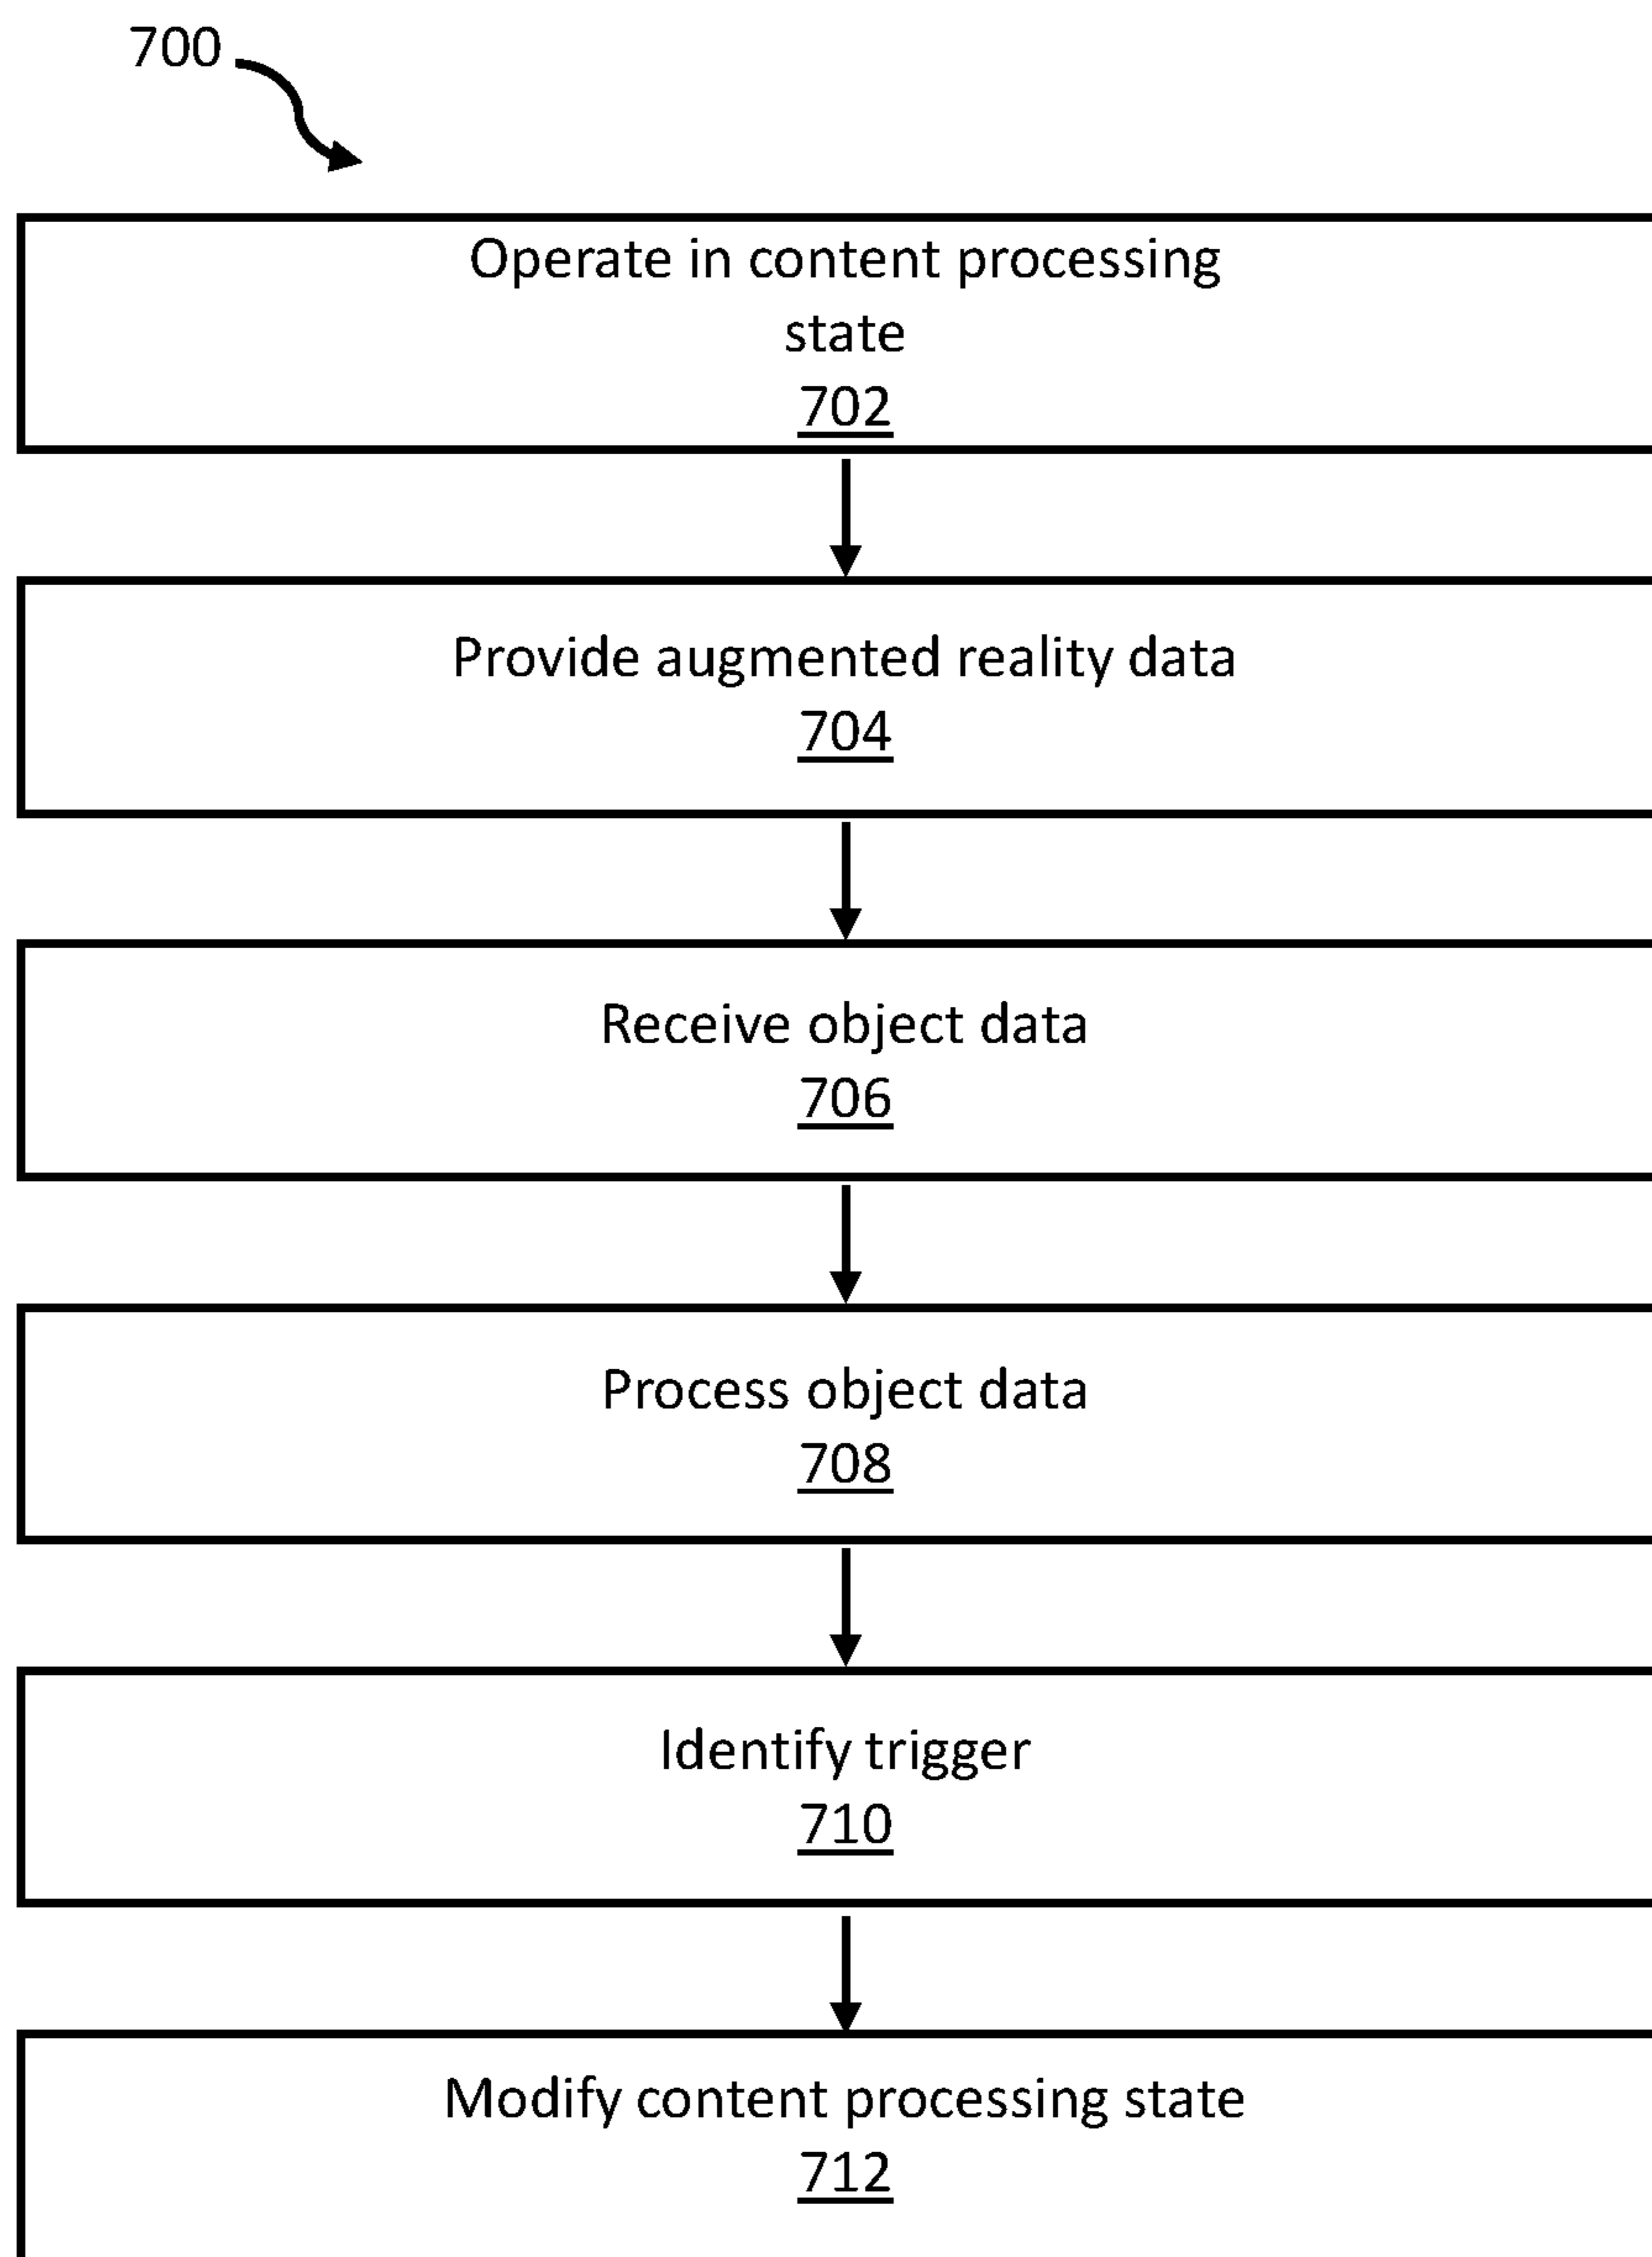 700
Operate in content processing
state
702
Provide augmented reality data
704
Receive object data
706
Process object data
708
Identify trigger
710
Modify content processing state
712